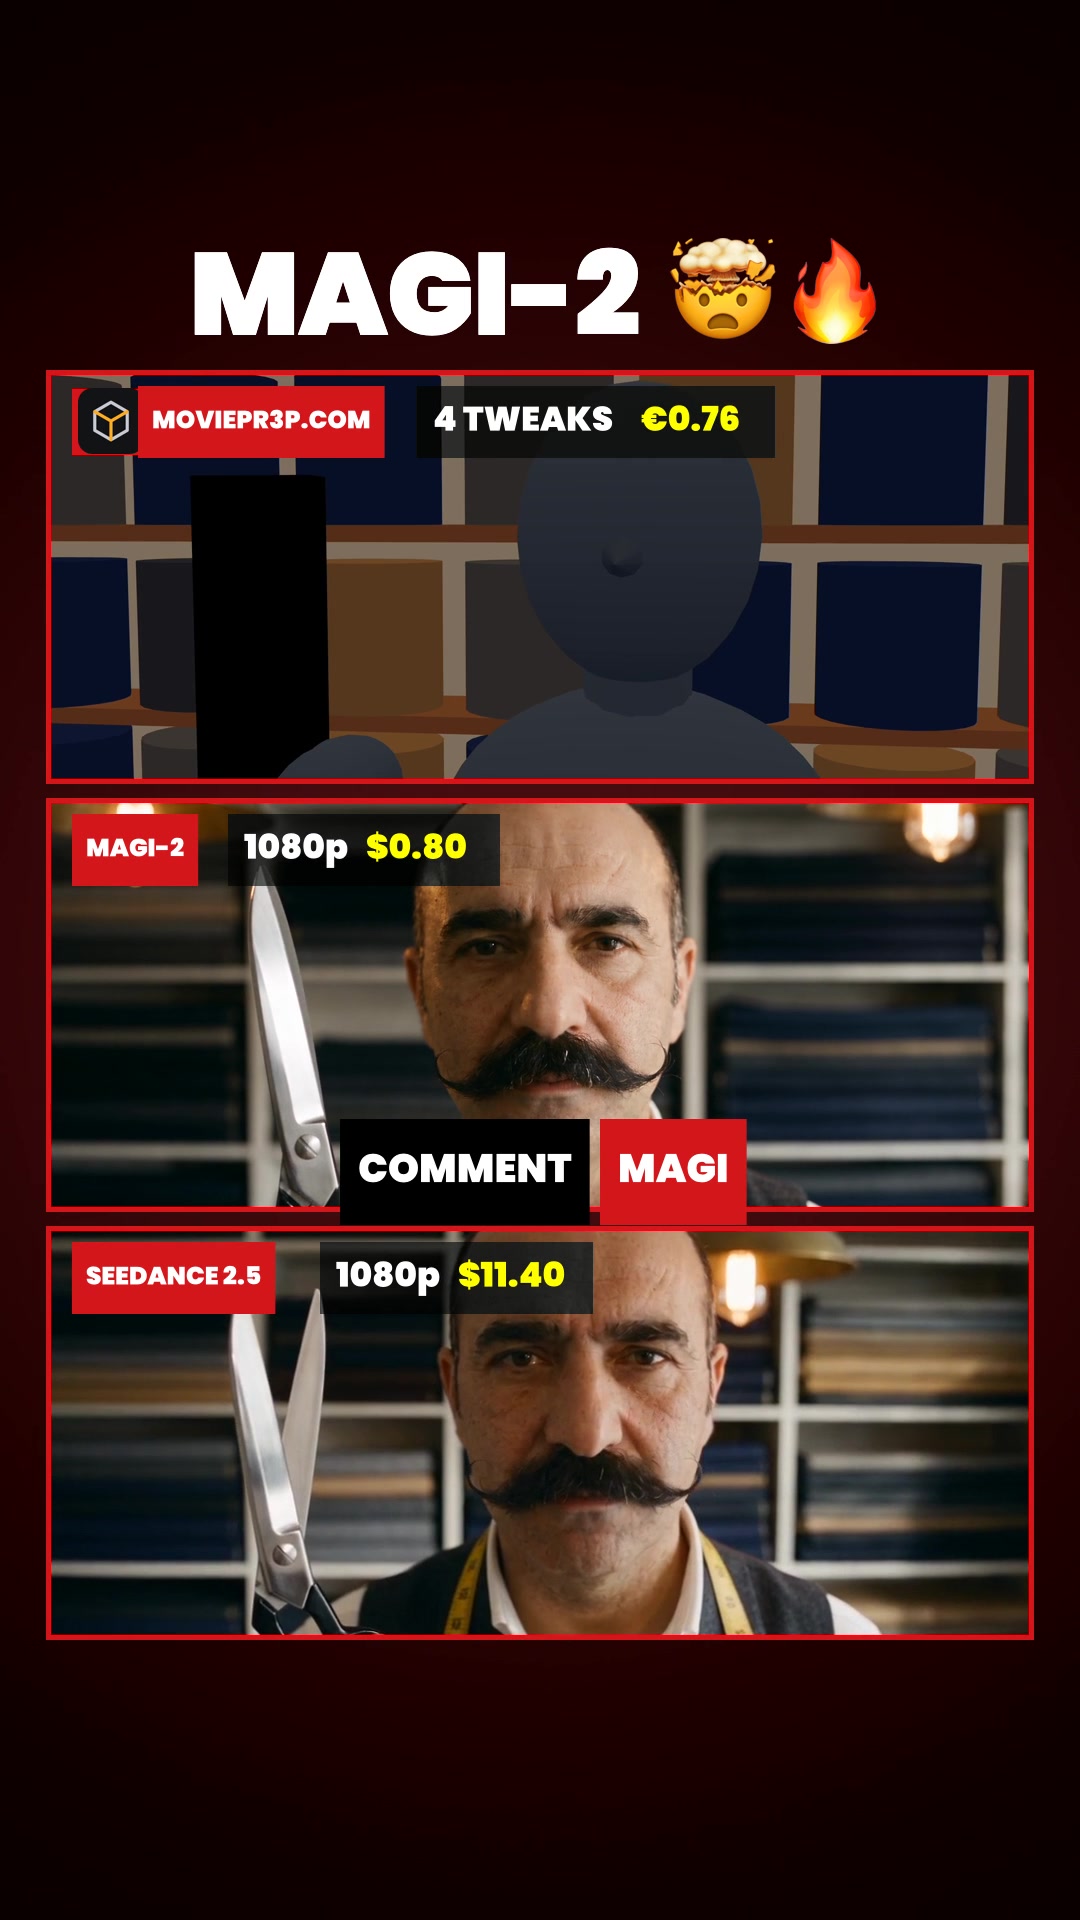 MAGI-2 🤯🔥
MOVIEPR3P.COM 4 TWEAKS €0.76
MAGI-2 1080p $0.80
COMMENT MAGI
SEEDANCE 2.5 1080p $11.40